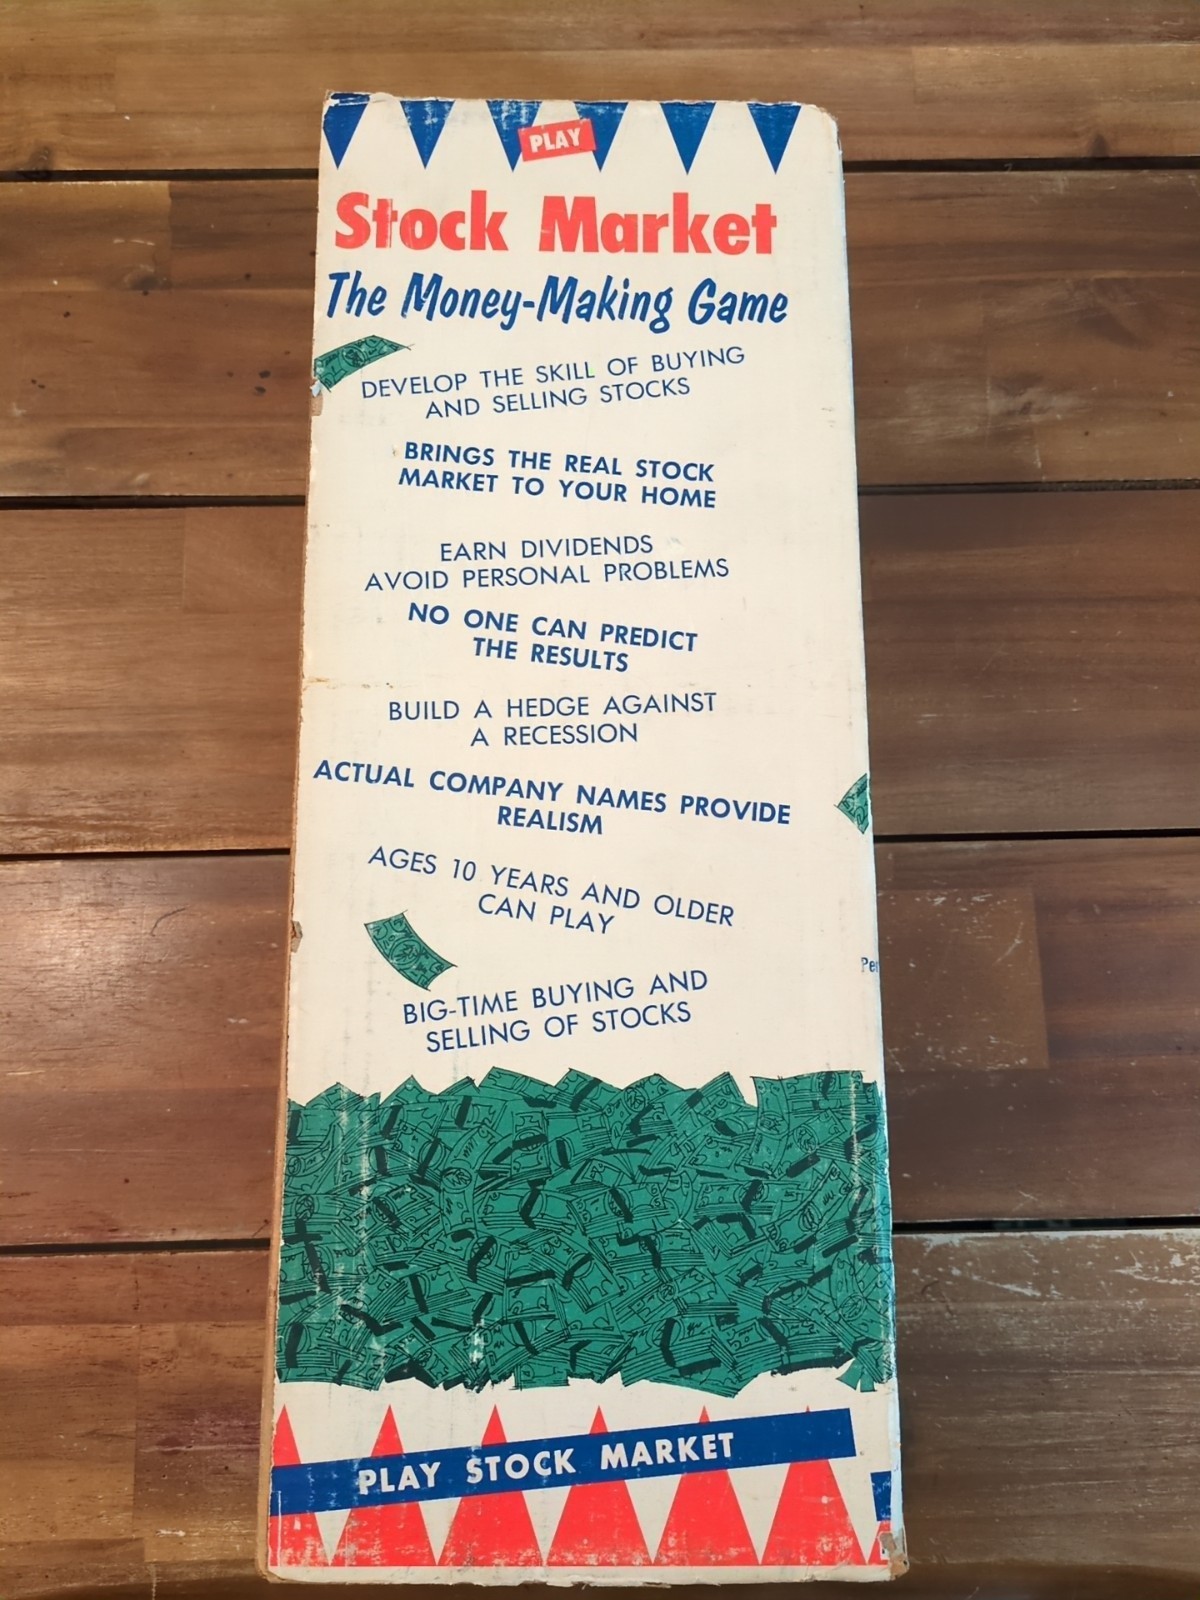 PLAY
Stock Market
The Money-Making Game
DEVELOP THE SKILL OF BUYING
AND SELLING STOCKS
BRINGS THE REAL STOCK
MARKET TO YOUR HOME
EARN DIVIDENDS
AVOID PERSONAL PROBLEMS
NO ONE CAN PREDICT
THE RESULTS
BUILD A HEDGE AGAINST
A RECESSION
ACTUAL COMPANY NAMES PROVIDE
REALISM
AGES 10 YEARS AND OLDER
CAN PLAY
BIG-TIME BUYING AND
SELLING OF STOCKS
PLAY STOCK MARKET